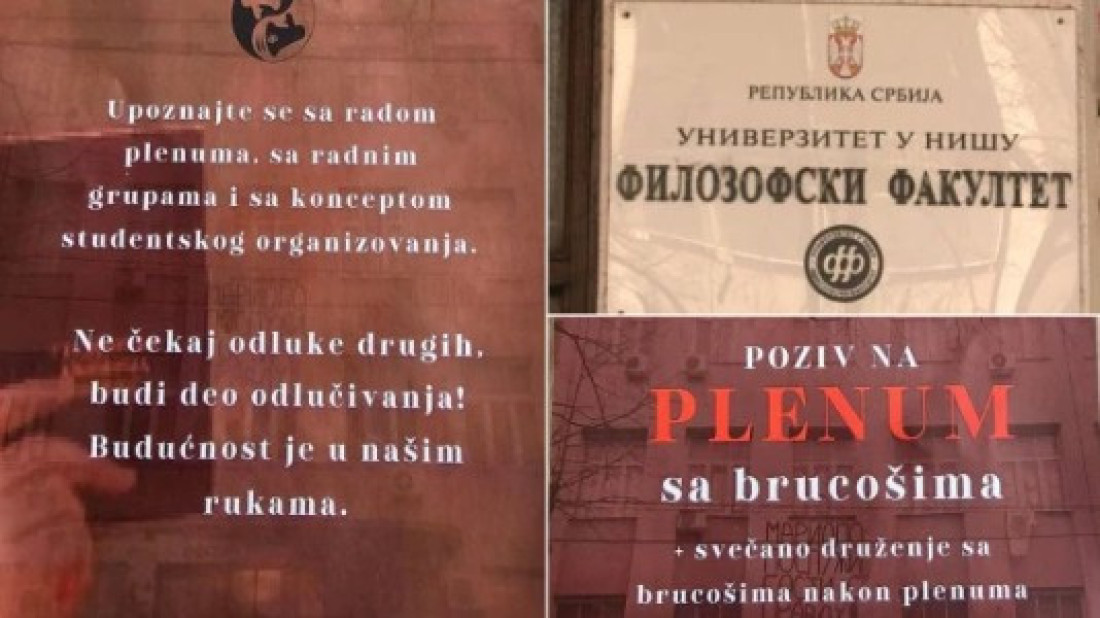 Upoznajte se sa radom
plenuma, sa radnim
grupama i sa konceptom
studentskog organizovanja.
Ne čekaj odluke drugih,
budi deo odlučivanja!
Budućnost je u našim
rukama.
РЕПУБЛИКА СРБИЈА
УНИВЕРЗИТЕТ У НИШУ
ФИЛОЗОФСКИ ФАКУЛТЕТ
POZIV NA
PLENUM
sa brucošima
+ svečano druženje sa
brucošima nakon plenuma